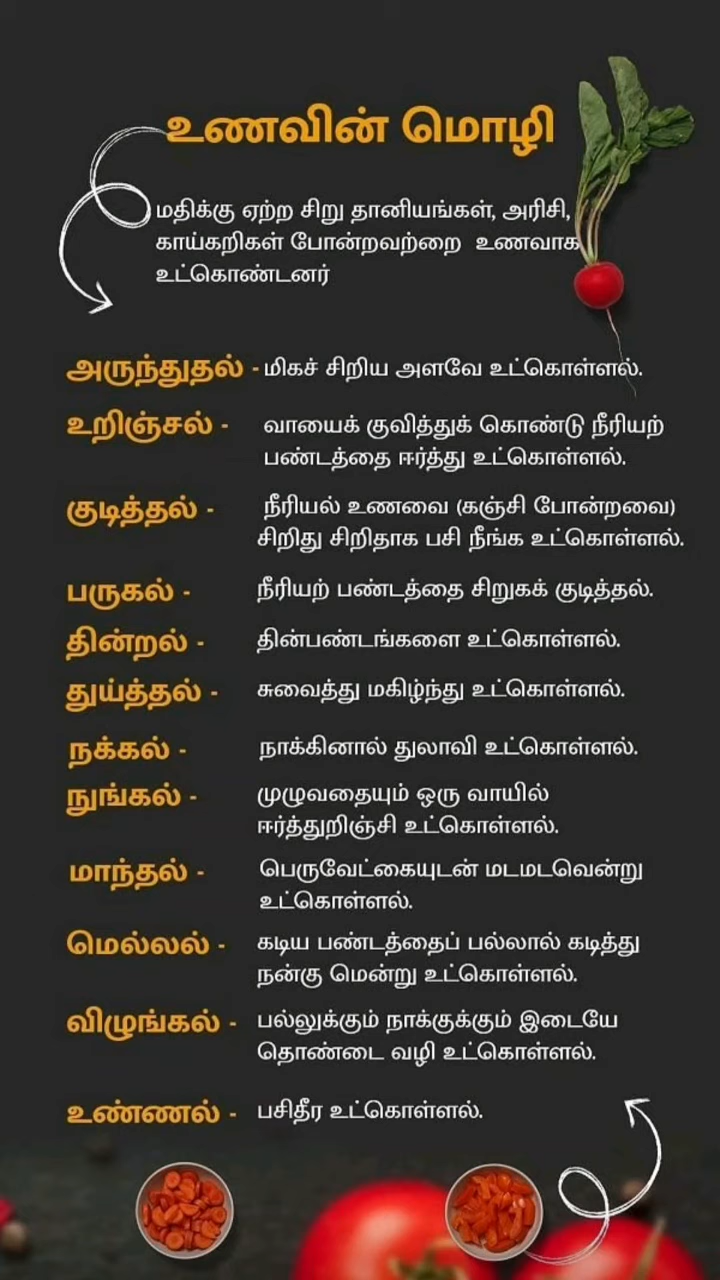 உணவின் மொழி
மதிக்கு ஏற்ற சிறு தானியங்கள், அரிசி,
காய்கறிகள் போன்றவற்றை உணவாக
உட்கொண்டனர்
அருந்துதல் - மிகச் சிறிய அளவே உட்கொள்ளல்.
உறிஞ்சல் - வாயைக் குவித்துக் கொண்டு நீரியற்
பண்டத்தை ஈர்த்து உட்கொள்ளல்.
குடித்தல் - நீரியல் உணவை (கஞ்சி போன்றவை)
சிறிது சிறிதாக பசி நீங்க உட்கொள்ளல்.
பருகல் - நீரியற் பண்டத்தை சிறுகக் குடித்தல்.
தின்றல் - தின்பண்டங்களை உட்கொள்ளல்.
துய்த்தல் - சுவைத்து மகிழ்ந்து உட்கொள்ளல்.
நக்கல் - நாக்கினால் துலாவி உட்கொள்ளல்.
நுங்கல் - முழுவதையும் ஒரு வாயில்
ஈர்த்துறிஞ்சி உட்கொள்ளல்.
மாந்தல் - பெருவேட்கையுடன் மடமடவென்று
உட்கொள்ளல்.
மெல்லல் - கடிய பண்டத்தைப் பல்லால் கடித்து
நன்கு மென்று உட்கொள்ளல்.
விழுங்கல் - பல்லுக்கும் நாக்குக்கும் இடையே
தொண்டை வழி உட்கொள்ளல்.
உண்ணல் - பசிதீர உட்கொள்ளல்.